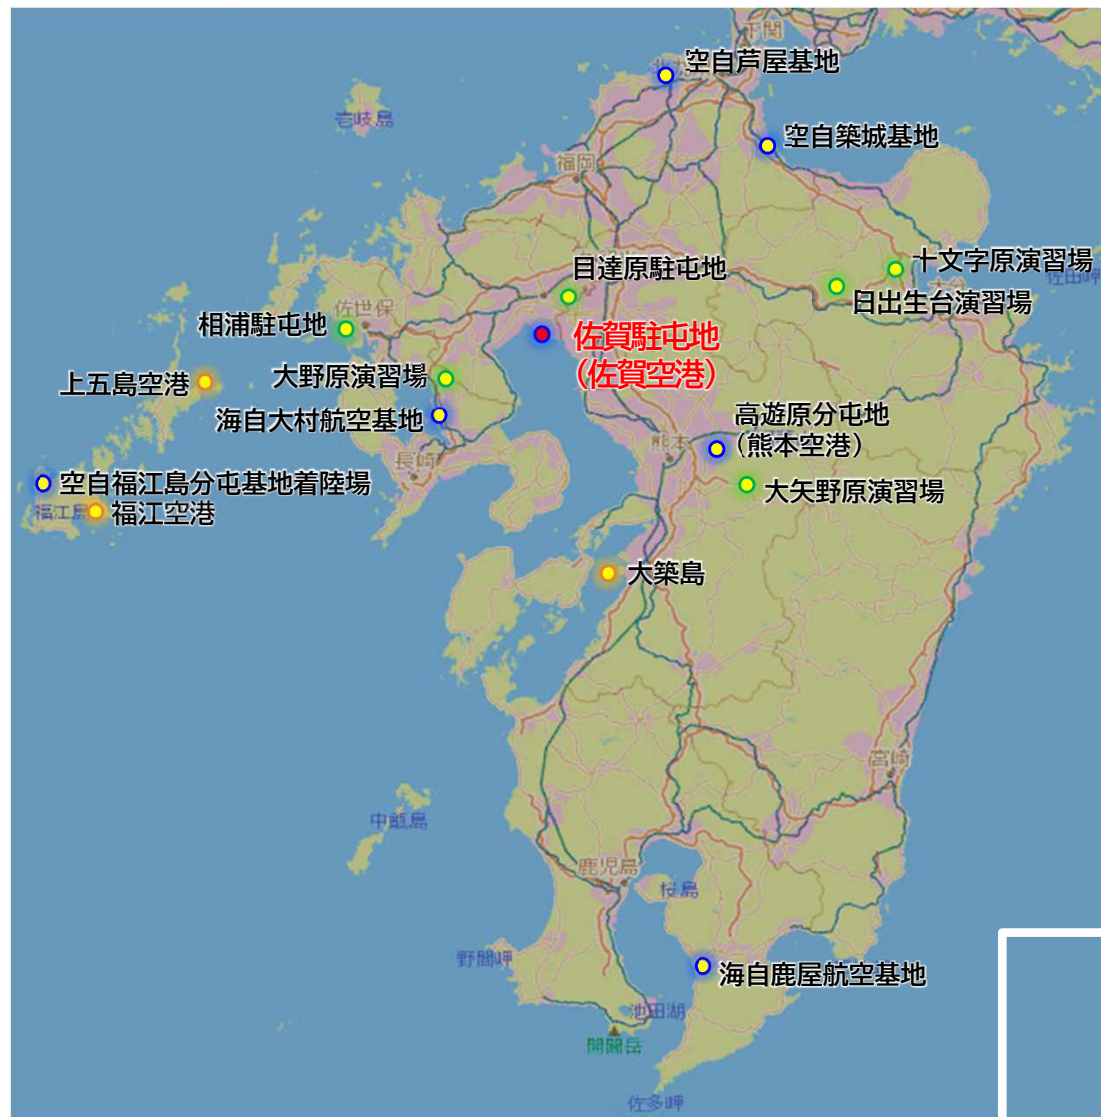 下関
空自芦屋基地
壱岐島
空自築城基地
福岡
十文字原演習場
目達原駐屯地
佐田岬
日出生台演習場
佐世保
相浦駐屯地
佐賀駐屯地
(佐賀空港)
大野原演習場
上五島空港
高遊原分屯地
(熊本空港)
海自大村航空基地
熊本
長崎
空自福江島分屯基地着陸場
大矢野原演習場
福江島
福江空港
大築島
宮崎
中甑島
鹿児島
桜島
野間岬
海自鹿屋航空基地
池田湖
開聞岳
佐多岬